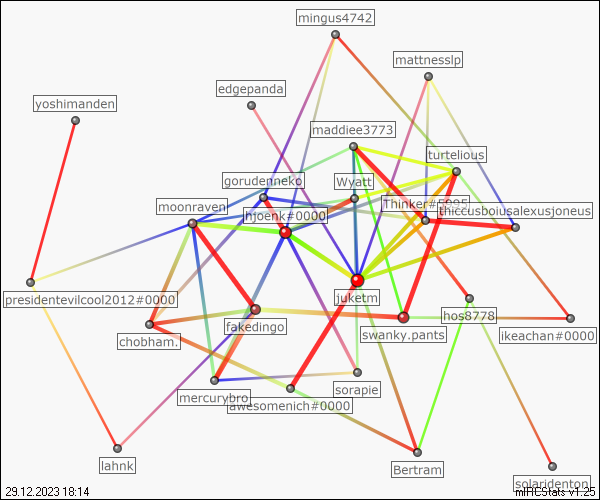 mingus4742
mattnesslp
edgepanda
yoshimanden
maddiee3773
turtelious
gorudenneko
Wyatt
moonraven
hjoenk#0000
Thinker#5995
thiccusboiusalexusjoneus
juketm
presidentevilcool2012#0000
hos8778
fakedingo
swanky.pants
ikeachan#0000
chobham.
sorapie
mercurybro
awesomenich#0000
lahnk
Bertram
solaridenton
29.12.2023 18:14
mIRCStats v1.25